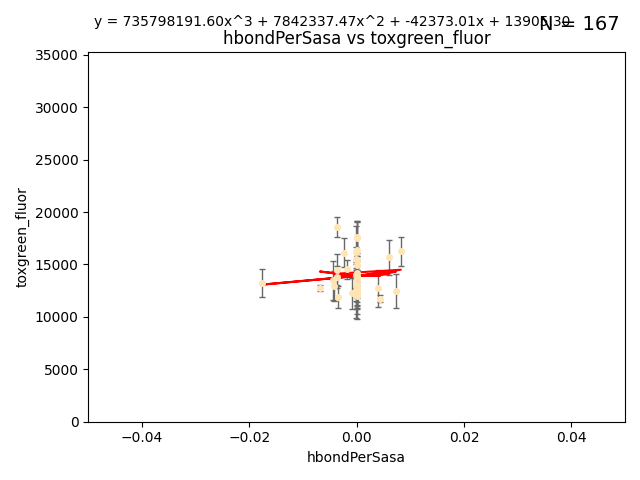 y = 735798191.60x^3 + 7842337.47x^2 + -42373.01x + 13905.30
N = 167
hbondPerSasa vs toxgreen_fluor
35000
30000
25000
20000
15000
10000
5000
0
toxgreen_fluor
−0.04
−0.02
0.00
0.02
0.04
hbondPerSasa